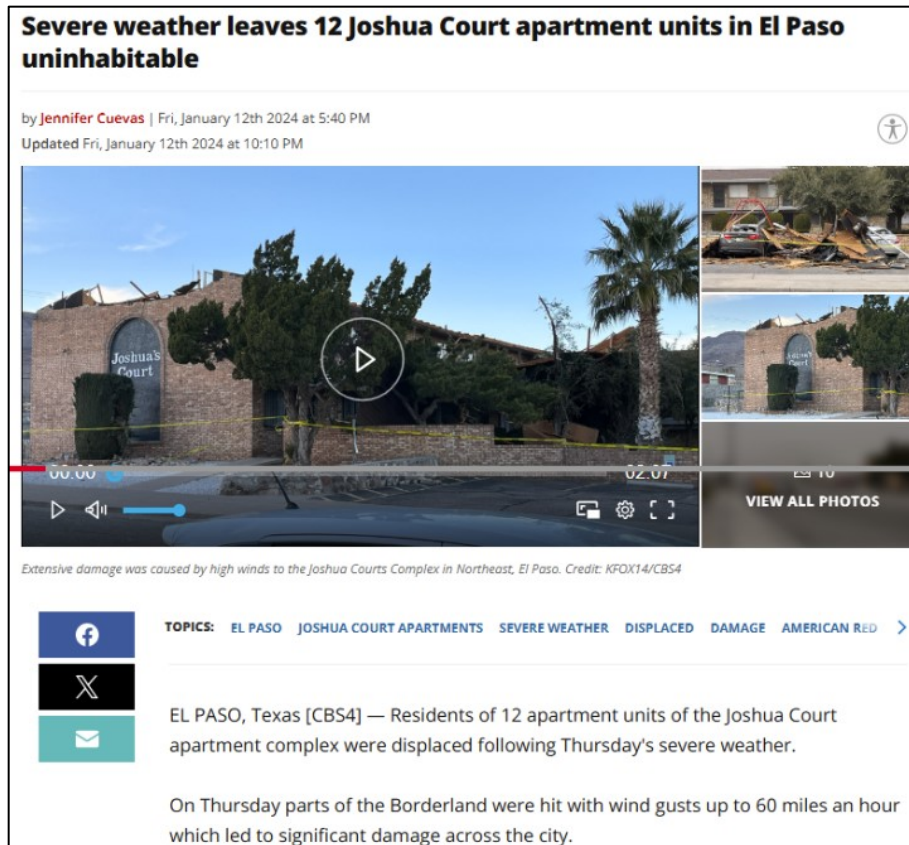 Severe weather leaves 12 Joshua Court apartment units in El Paso
uninhabitable
by Jennifer Cuevas | Fri, January 12th 2024 at 5:40 PM
Updated Fri, January 12th 2024 at 10:10 PM
Joshua's
Court
00:00
02:07
10
VIEW ALL PHOTOS
Extensive damage was caused by high winds to the Joshua Courts Complex in Northeast, El Paso. Credit: KFOX14/CBS4
TOPICS: EL PASO JOSHUA COURT APARTMENTS SEVERE WEATHER DISPLACED DAMAGE AMERICAN RED
EL PASO, Texas [CBS4] — Residents of 12 apartment units of the Joshua Court
apartment complex were displaced following Thursday's severe weather.
On Thursday parts of the Borderland were hit with wind gusts up to 60 miles an hour
which led to significant damage across the city.